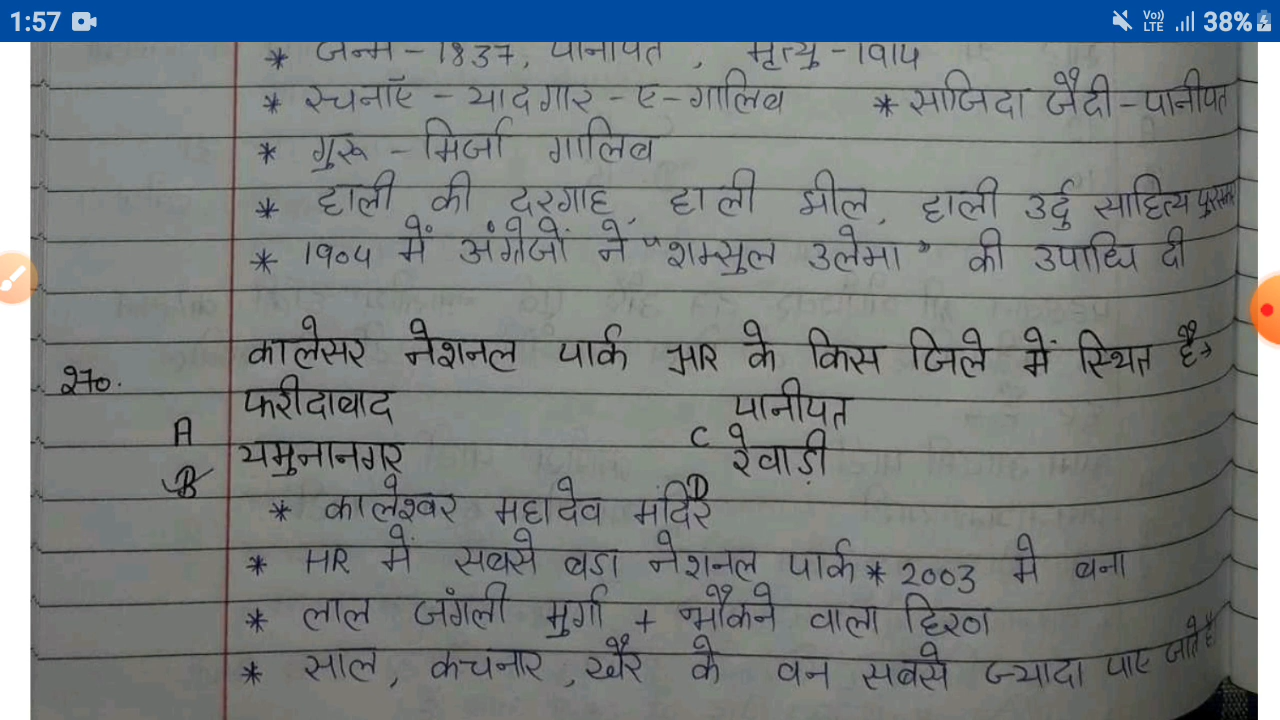 1:57 Vo)) LTE 38%
* जन्म - 1837, पानीपत , मृत्यु - 1914
* रचनाएँ - यादगार - ए - गालिब * साजिदा जैदी - पानीपत
* गुरू - मिर्जा गालिब
* हाली की दरगाह, हाली मील, हाली उर्दु साहित्य पुरस्कार
* 1904 में अंग्रेजों ने "शम्सुल उलेमा" की उपाधि दी
270. कालेसर नेशनल पार्क HR के किस जिले में स्थित है→
A फरीदाबाद C पानीपत
B यमुनानगर D रेवाड़ी
* कालेश्वर महादेव मंदिर
* HR में सबसे बडा नेशनल पार्क * 2003 मे बना
* लाल जंगली मुर्गा + भौकने वाला हिरण
* साल, कचनार, खैर के वन सबसे ज्यादा पाए जाते है